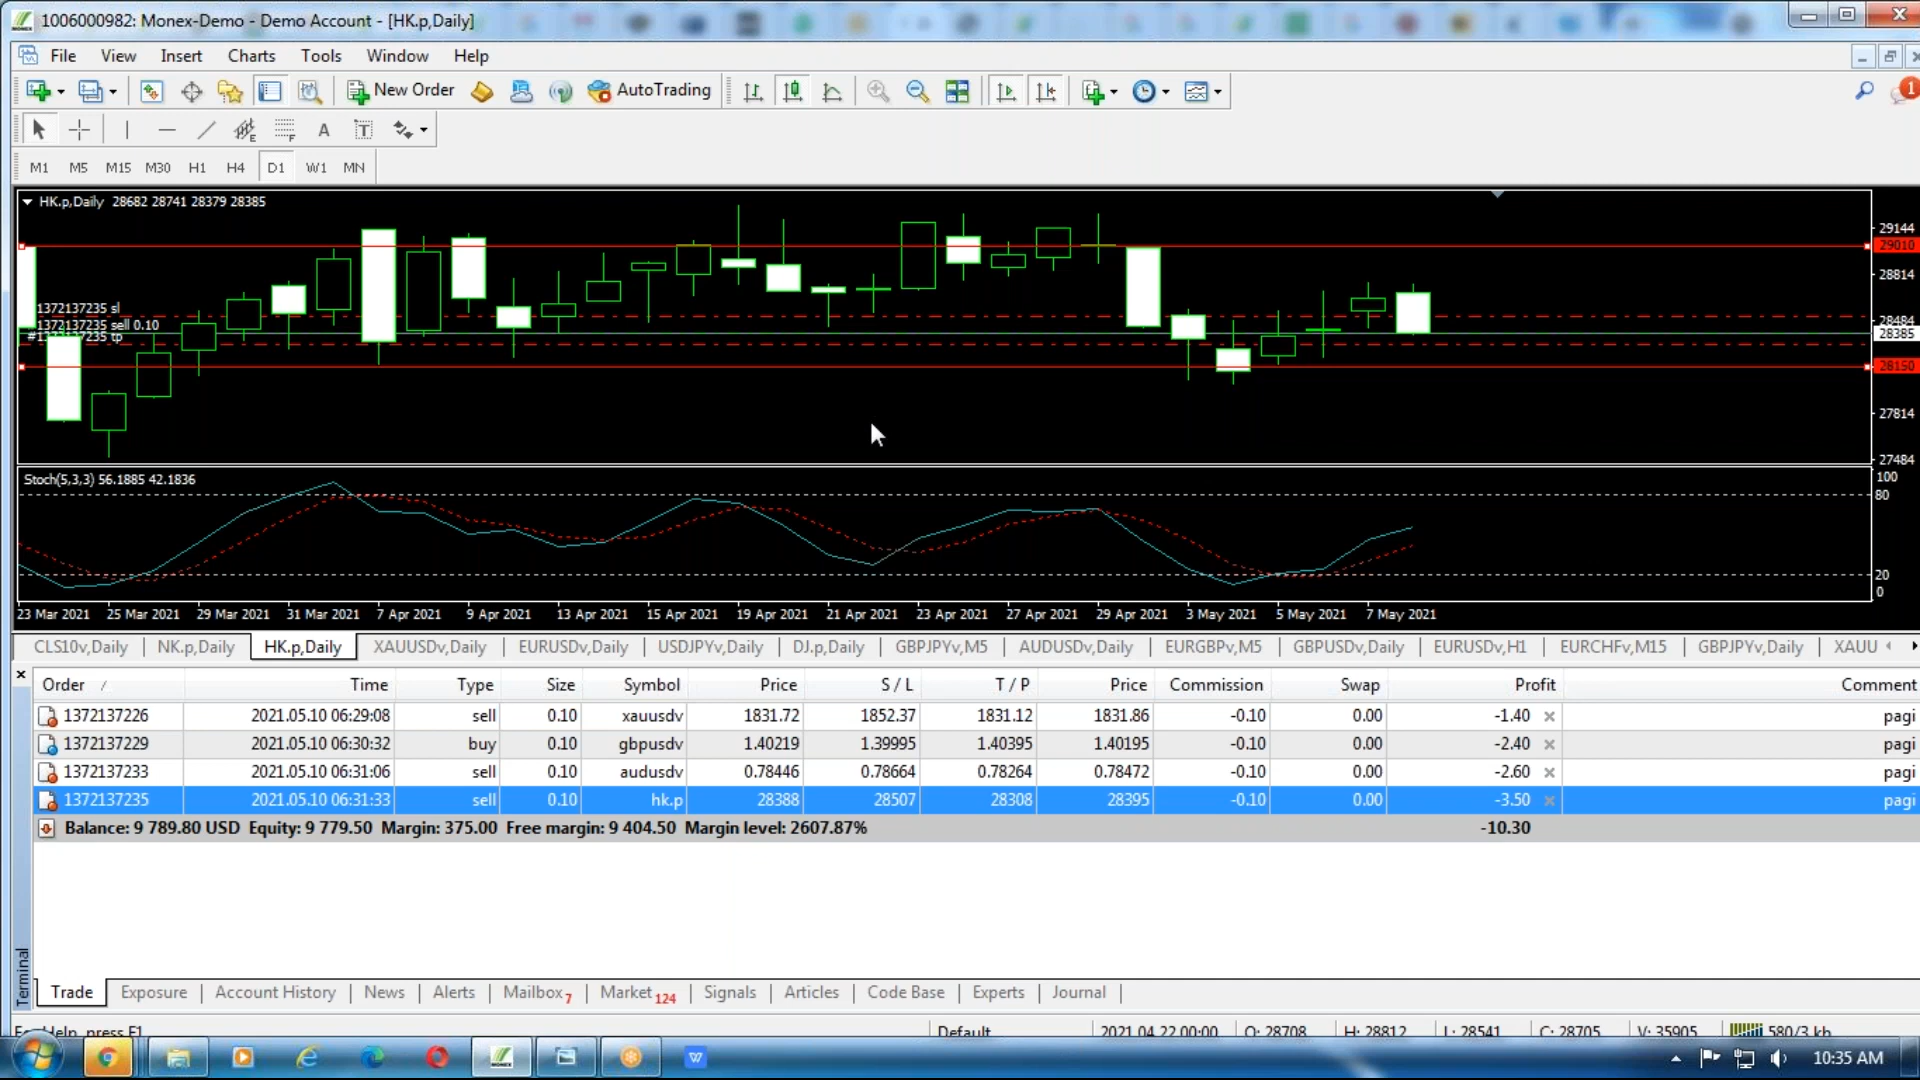 1006000982: Monex-Demo - Demo Account - [HK.p,Daily]
File View Insert Charts Tools Window Help
New Order AutoTrading 1
A T
M1 M5 M15 M30 H1 H4 D1 W1 MN
HK.p,Daily 28682 28741 28379 28385
29144
29010
28814
1372137235 sl
28484
1372137235 sell 0.10
28385
#1372137235 tp
28150
27814
27484
Stoch(5,3,3) 56.1885 42.1836
100
80
20
0
23 Mar 2021 25 Mar 2021 29 Mar 2021 31 Mar 2021 7 Apr 2021 9 Apr 2021 13 Apr 2021 15 Apr 2021 19 Apr 2021 21 Apr 2021 23 Apr 2021 27 Apr 2021 29 Apr 2021 3 May 2021 5 May 2021 7 May 2021
CLS10v,Daily NK.p,Daily HK.p,Daily XAUUSDv,Daily EURUSDv,Daily USDJPYv,Daily DJ.p,Daily GBPJPYv,M5 AUDUSDv,Daily EURGBPv,M5 GBPUSDv,Daily EURUSDv,H1 EURCHFv,M15 GBPJPYv,Daily XAUU
Order / Time Type Size Symbol Price S / L T / P Price Commission Swap Profit Comment
1372137226 2021.05.10 06:29:08 sell 0.10 xauusdv 1831.72 1852.37 1831.12 1831.86 -0.10 0.00 -1.40 pagi
1372137229 2021.05.10 06:30:32 buy 0.10 gbpusdv 1.40219 1.39995 1.40395 1.40195 -0.10 0.00 -2.40 pagi
1372137233 2021.05.10 06:31:06 sell 0.10 audusdv 0.78446 0.78664 0.78264 0.78472 -0.10 0.00 -2.60 pagi
1372137235 2021.05.10 06:31:33 sell 0.10 hk.p 28388 28507 28308 28395 -0.10 0.00 -3.50 pagi
Balance: 9 789.80 USD Equity: 9 779.50 Margin: 375.00 Free margin: 9 404.50 Margin level: 2607.87% -10.30
Terminal
Trade Exposure Account History News Alerts Mailbox 7 Market 124 Signals Articles Code Base Experts Journal
Help, press F1 Default 2021.04.22 00:00 O: 28708 H: 28812 L: 28541 C: 28705 V: 35905 580/3 kb
10:35 AM